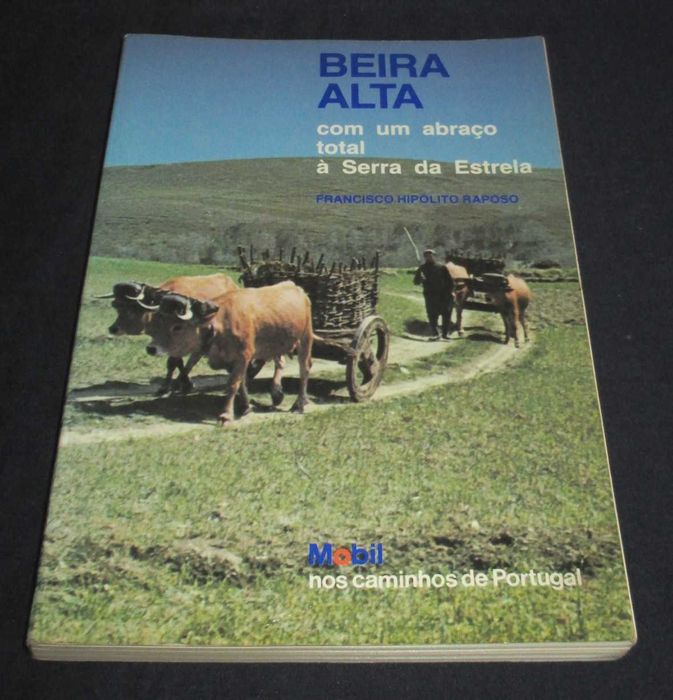 BEIRA
ALTA
com um abraço
total
à Serra da Estrela
FRANCISCO HIPÓLITO RAPOSO
Mobil
nos caminhos de Portugal